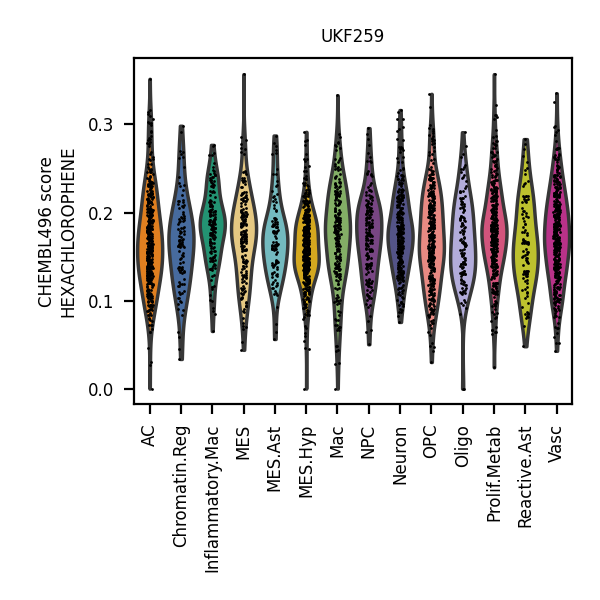 UKF259
CHEMBL496 score
HEXACHLOROPHENE
0.3
0.2
0.1
0.0
AC
Chromatin.Reg
Inflammatory.Mac
MES
MES.Ast
MES.Hyp
Mac
NPC
Neuron
OPC
Oligo
Prolif.Metab
Reactive.Ast
Vasc